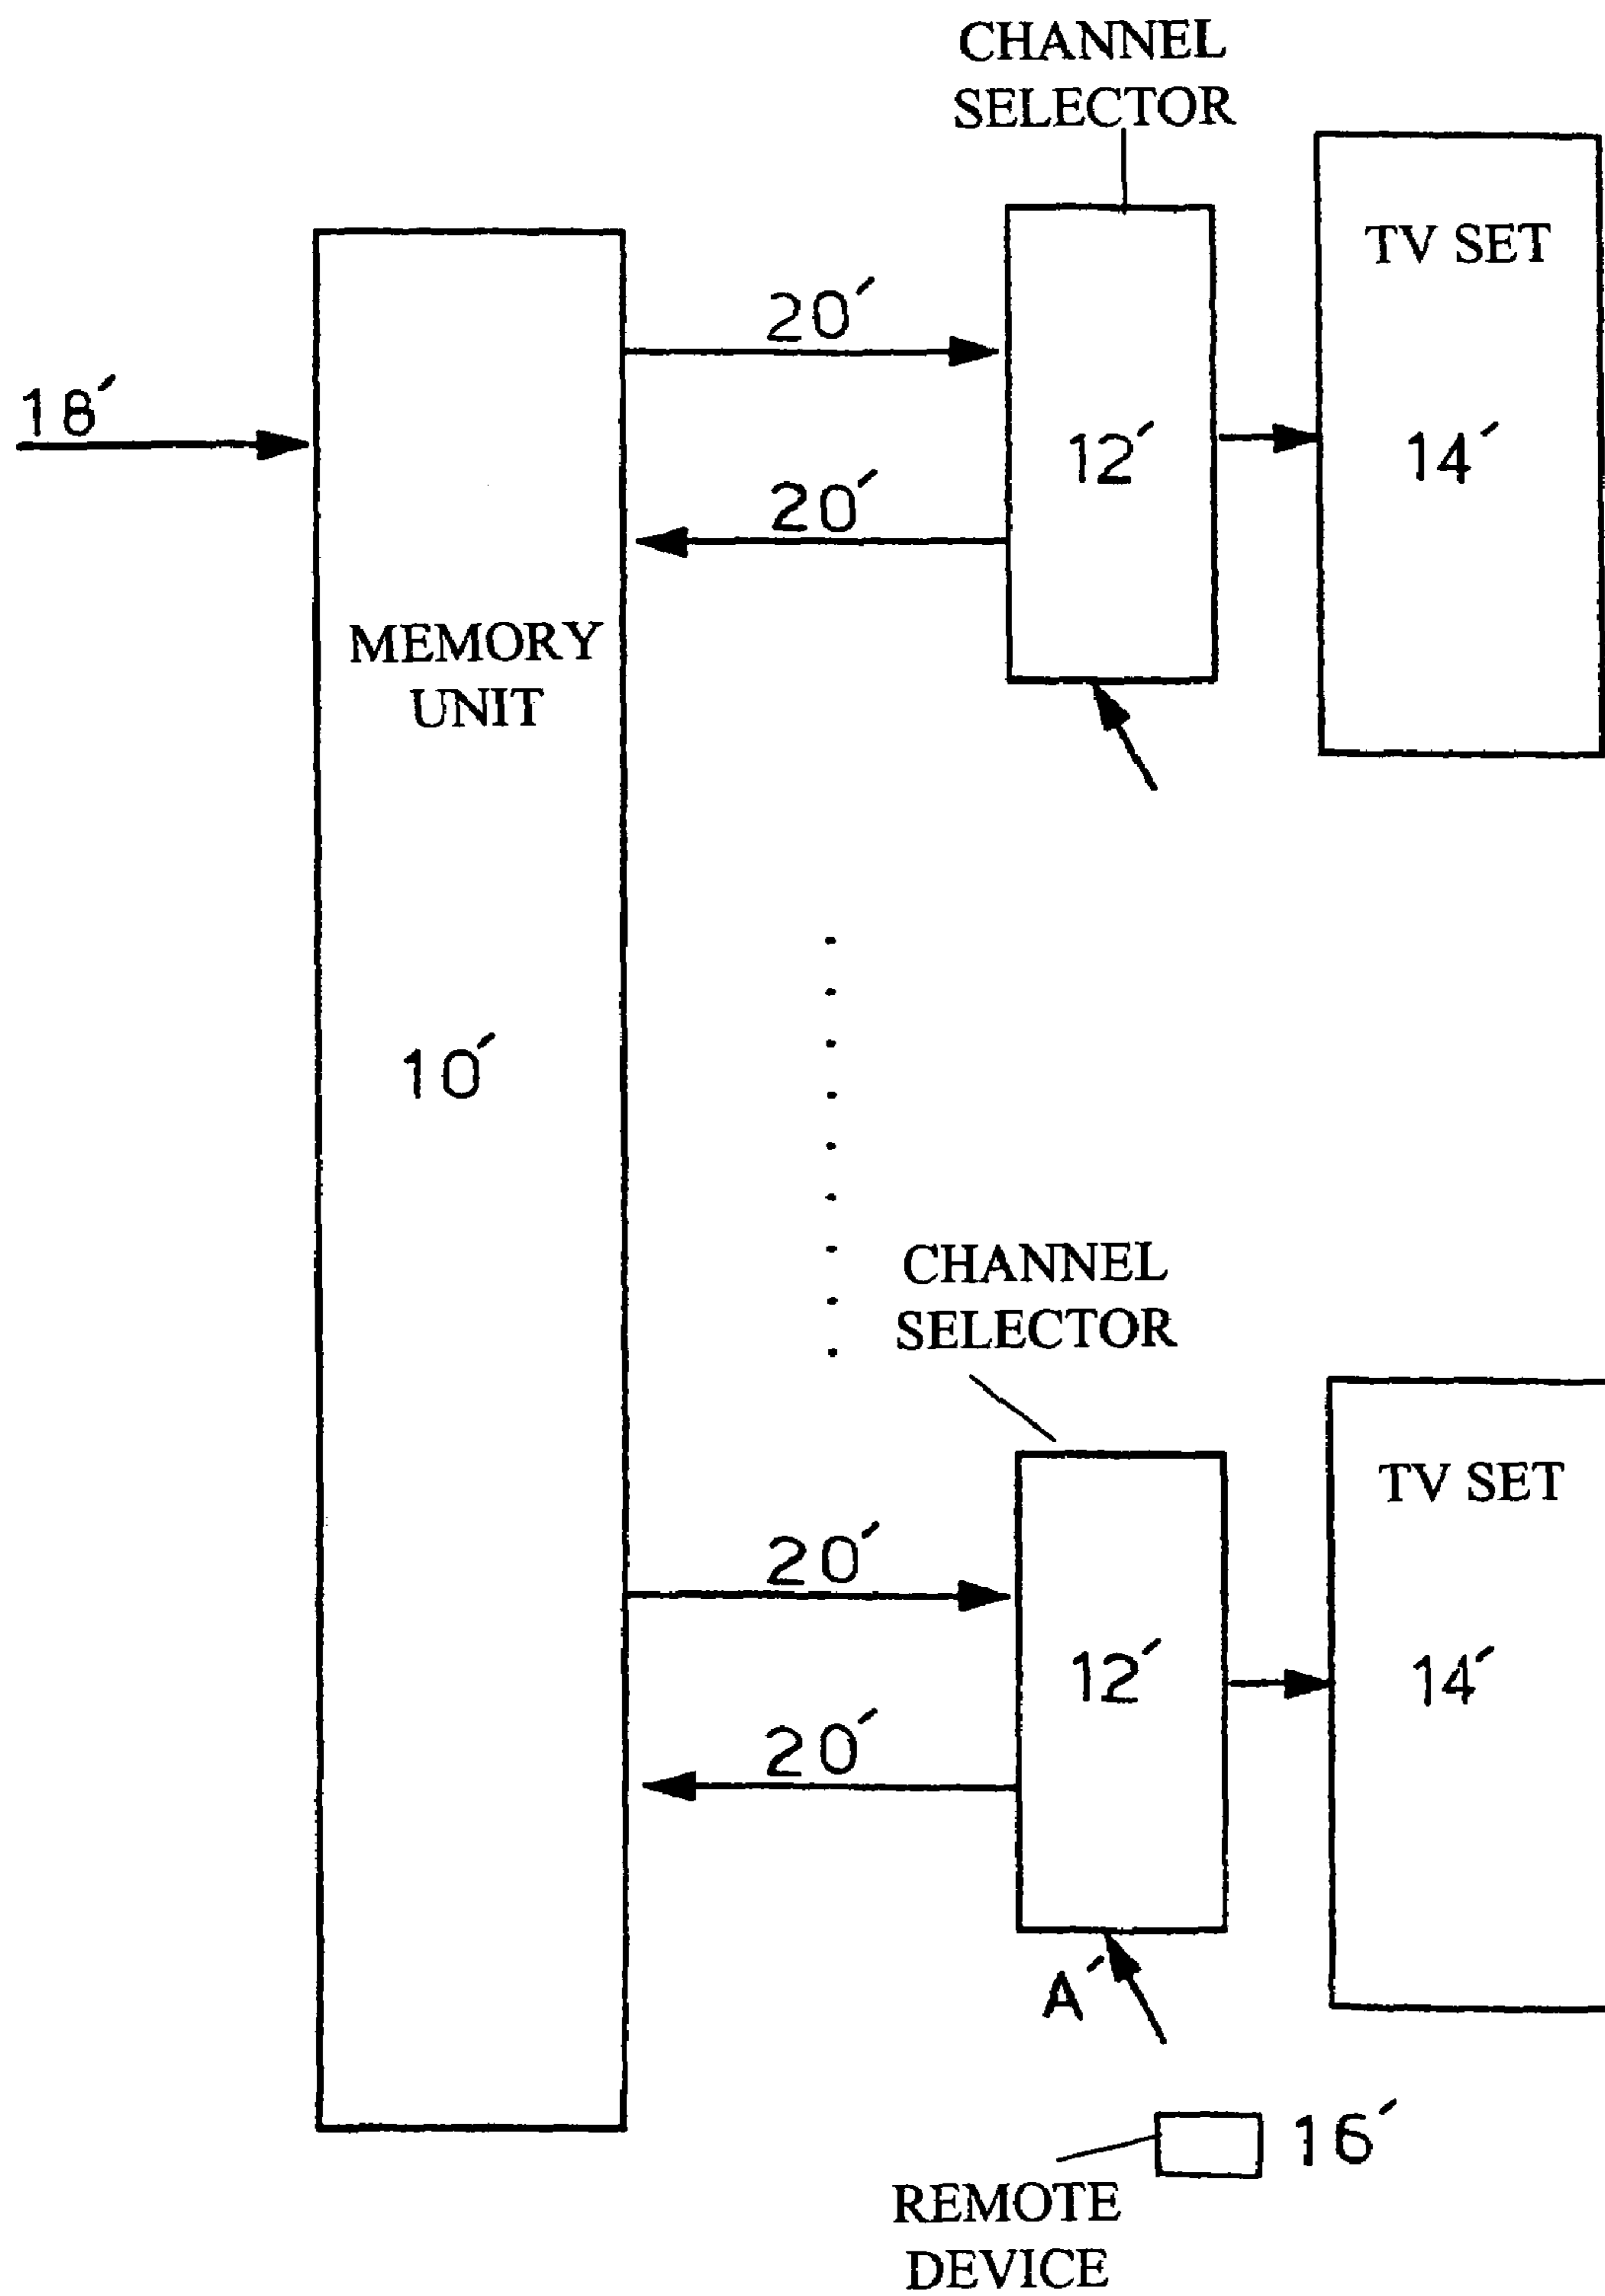 CHANNEL
SELECTOR
TV SET
20′
18′
12′
14′
20′
MEMORY
UNIT
10′
CHANNEL
SELECTOR
TV SET
20′
12′
14′
20′
A′
16′
REMOTE
DEVICE